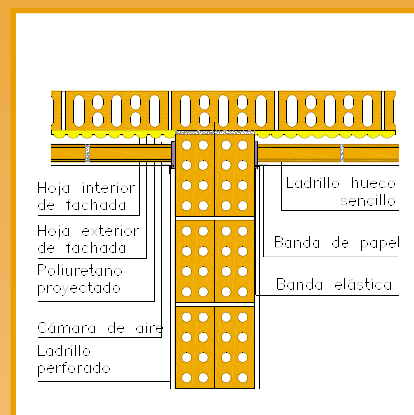 Hoja interior
de fachada
Hoja exterior
de fachada
Poliuretano
proyectado
Cámara de aire
Ladrillo
perforado
Ladrillo hueco
sencillo
Banda de papel
Banda elástica